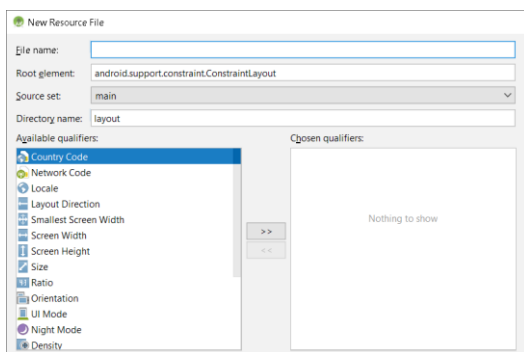 New Resource File
File name:
Root element: android.support.constraint.ConstraintLayout
Source set: main
Directory name: layout
Available qualifiers: Chosen qualifiers:
Country Code
Network Code
Locale
Layout Direction
Smallest Screen Width
Screen Width
>>
Nothing to show
Screen Height
<<
Size
Ratio
Orientation
UI Mode
Night Mode
Density